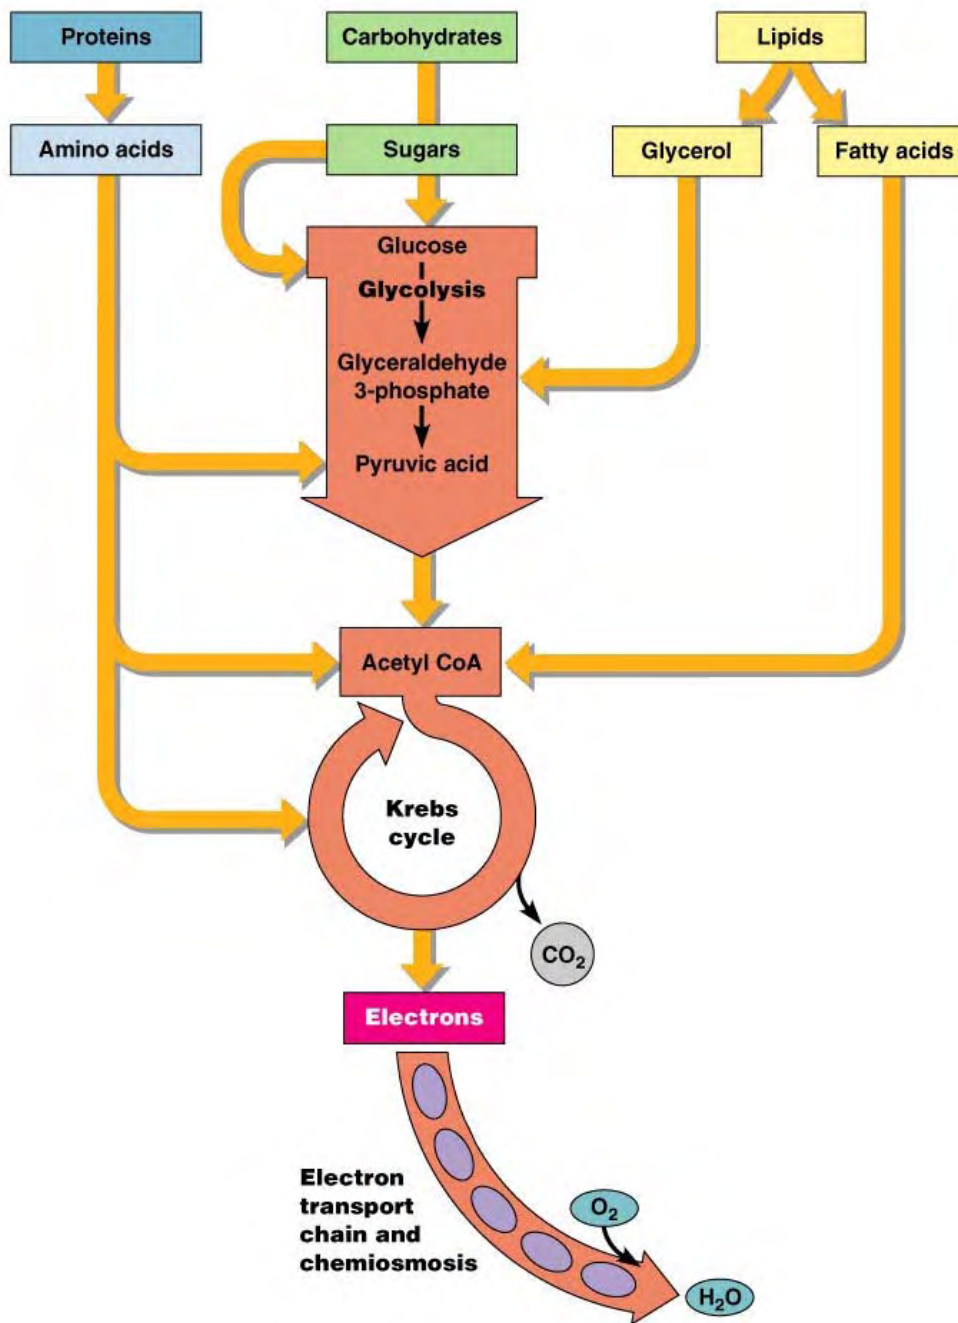 Proteins
Carbohydrates
Lipids
Amino acids
Sugars
Glycerol
Fatty acids
Glucose
Glycolysis
Glyceraldehyde
3-phosphate
Pyruvic acid
Acetyl CoA
Krebs
cycle
CO₂
Electrons
Electron
transport
chain and
chemiosmosis
O₂
H₂O